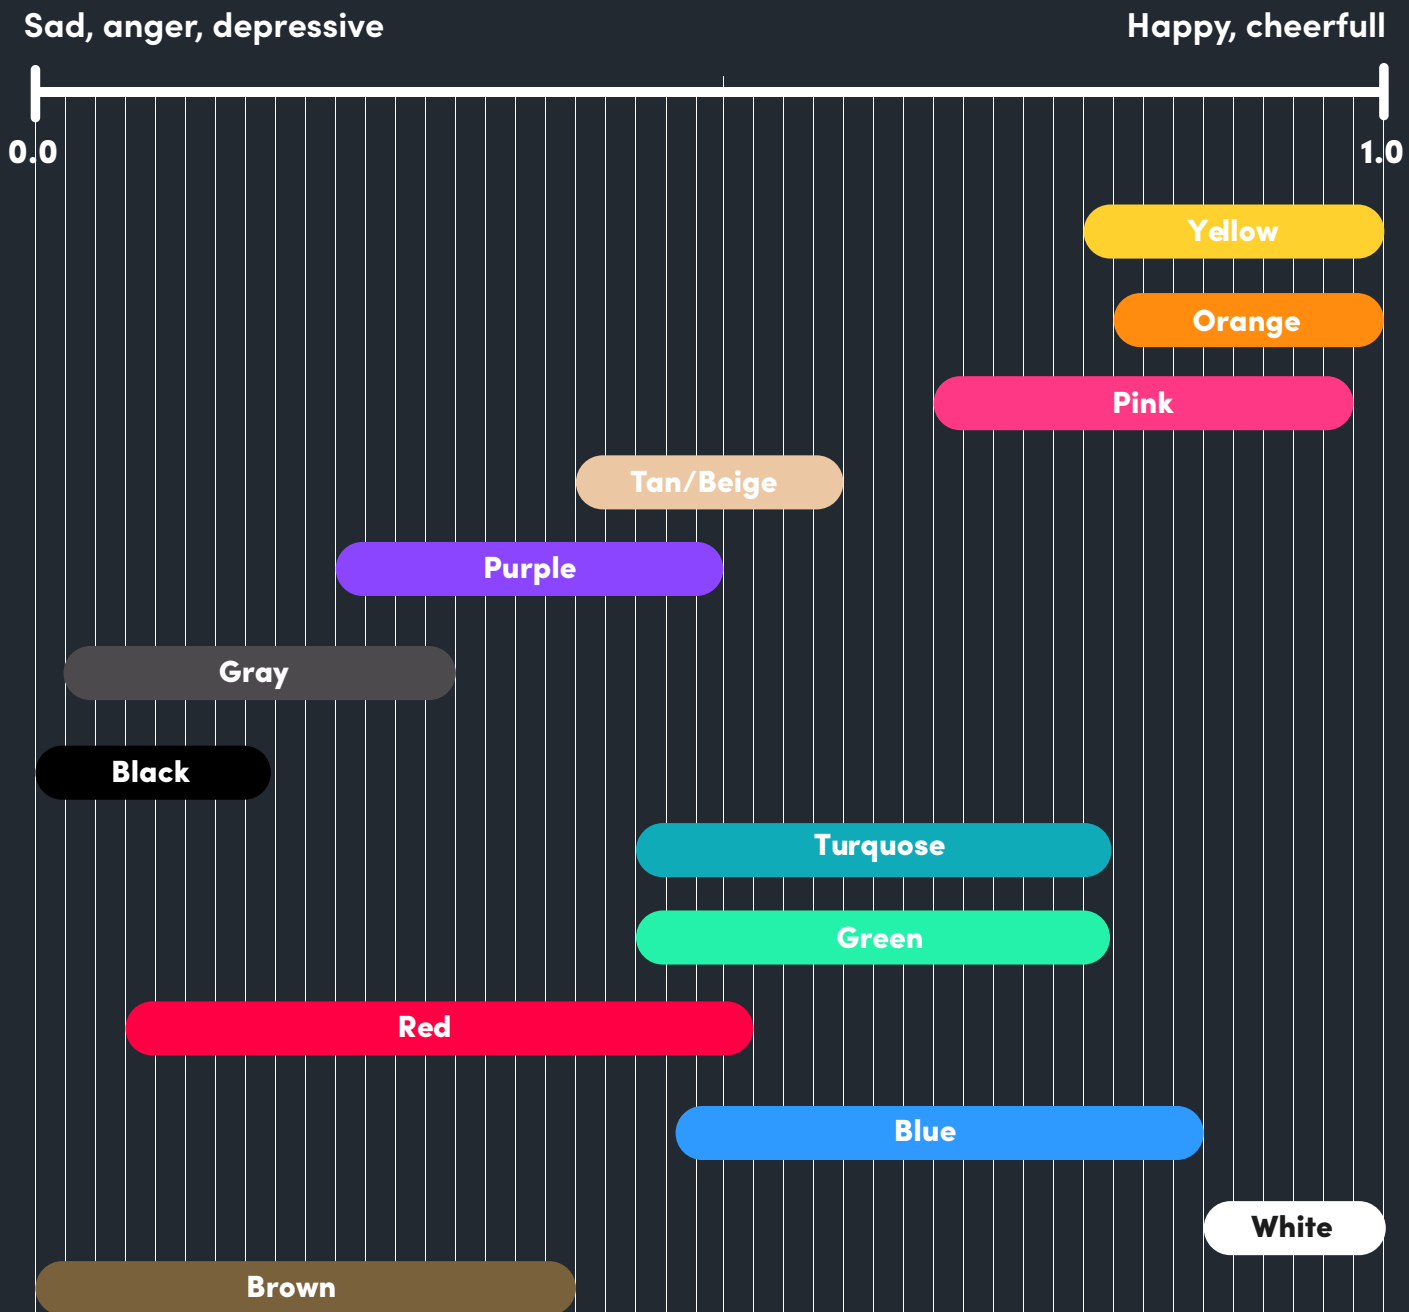 Sad, anger, depressive
Happy, cheerfull
0.0
1.0
Yellow
Orange
Pink
Tan/Beige
Purple
Gray
Black
Turquose
Green
Red
Blue
White
Brown